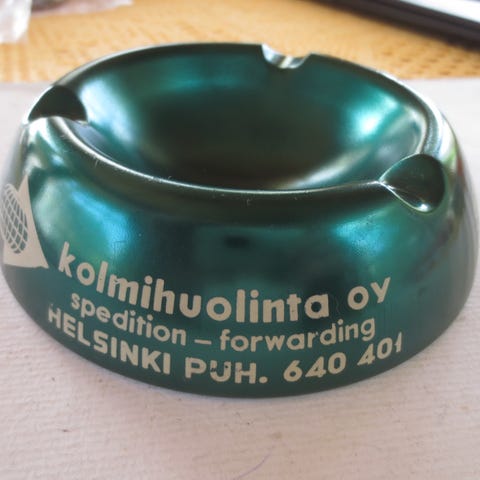 kolmihuolinta oy
spedition – forwarding
HELSINKI PUH. 640 401